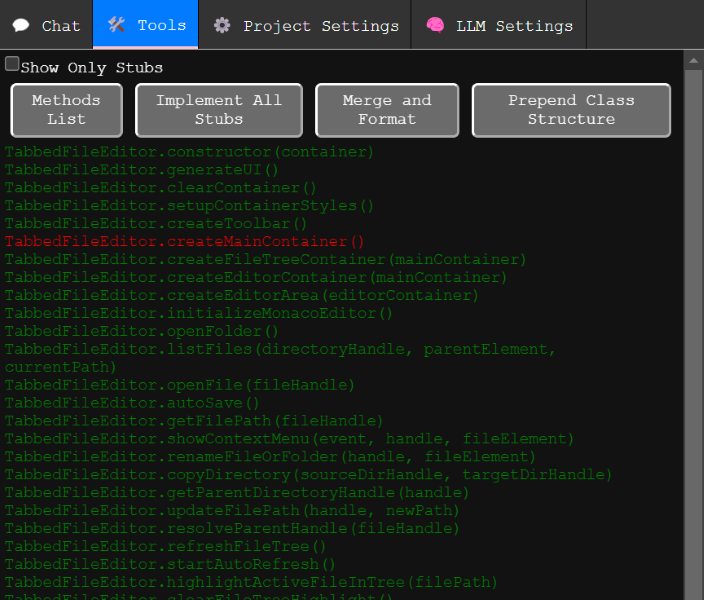 Chat Tools Project Settings LLM Settings
Show Only Stubs
Methods List
Implement All Stubs
Merge and Format
Prepend Class Structure
TabbedFileEditor.constructor(container)
TabbedFileEditor.generateUI()
TabbedFileEditor.clearContainer()
TabbedFileEditor.setupContainerStyles()
TabbedFileEditor.createToolbar()
TabbedFileEditor.createMainContainer()
TabbedFileEditor.createFileTreeContainer(mainContainer)
TabbedFileEditor.createEditorContainer(mainContainer)
TabbedFileEditor.createEditorArea(editorContainer)
TabbedFileEditor.initializeMonacoEditor()
TabbedFileEditor.openFolder()
TabbedFileEditor.listFiles(directoryHandle, parentElement,
currentPath)
TabbedFileEditor.openFile(fileHandle)
TabbedFileEditor.autoSave()
TabbedFileEditor.getFilePath(fileHandle)
TabbedFileEditor.showContextMenu(event, handle, fileElement)
TabbedFileEditor.renameFileOrFolder(handle, fileElement)
TabbedFileEditor.copyDirectory(sourceDirHandle, targetDirHandle)
TabbedFileEditor.getParentDirectoryHandle(handle)
TabbedFileEditor.updateFilePath(handle, newPath)
TabbedFileEditor.resolveParentHandle(fileHandle)
TabbedFileEditor.refreshFileTree()
TabbedFileEditor.startAutoRefresh()
TabbedFileEditor.highlightActiveFileInTree(filePath)
TabbedFileEditor.clearFileTreeHighlight()